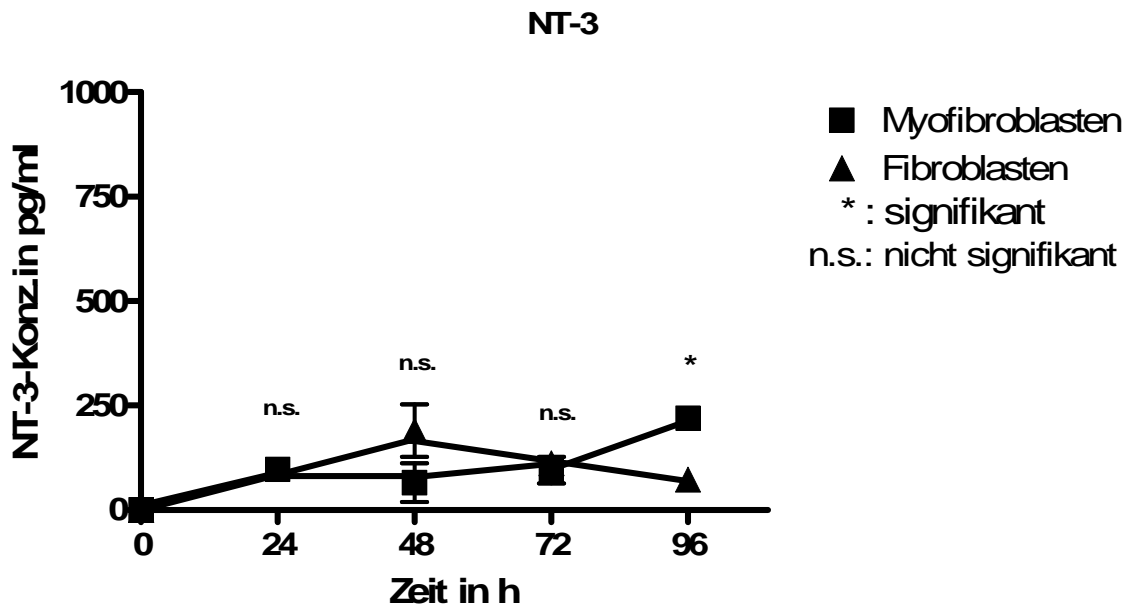 NT-3
1000
750
500
250
0
NT-3-Konz.in pg/ml
n.s.
n.s.
n.s.
*
0 24 48 72 96
Zeit in h
Myofibroblasten
Fibroblasten
* : signifikant
n.s.: nicht signifikant